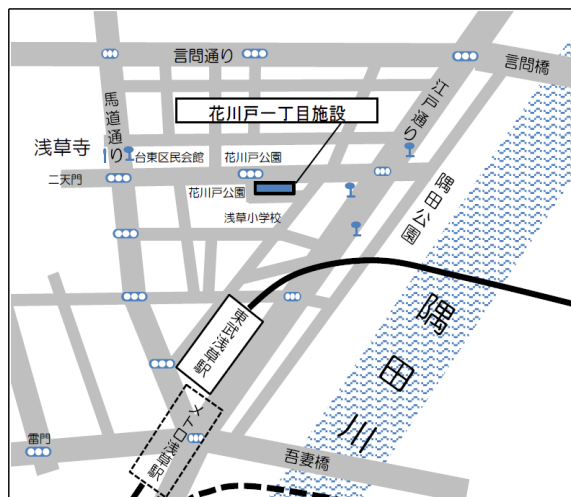 言問通り
言問橋
江戸通り
馬道通り
花川戸一丁目施設
浅草寺
台東区民会館
花川戸公園
二天門
花川戸公園
浅草小学校
隅田公園
隅田川
東武浅草駅
メトロ浅草駅
雷門
吾妻橋